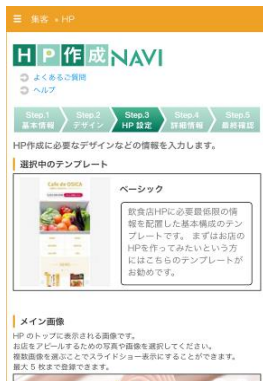 ≡ 集客 » HP
HP作成NAVI
よくあるご質問
ヘルプ
Step.1 Step.2 Step.3 Step.4 Step.5
基本情報 デザイン HP 設定 詳細情報 最終確認
HP作成に必要なデザインなどの情報を入力します。
選択中のテンプレート
Cafe de OSICA
ベーシック
飲食店HPに必要最低限の情
報を配置した基本構成のテン
プレートです。 まずはお店の
HPを作ってみたいという方
にはこちらのテンプレートが
お勧めです。
メイン画像
HP のトップに表示される画像です。
お店をアピールするための写真や画像を選択してください。
複数画像を選ぶことでスライドショー表示にすることができます。
最大 5 枚まで登録できます。